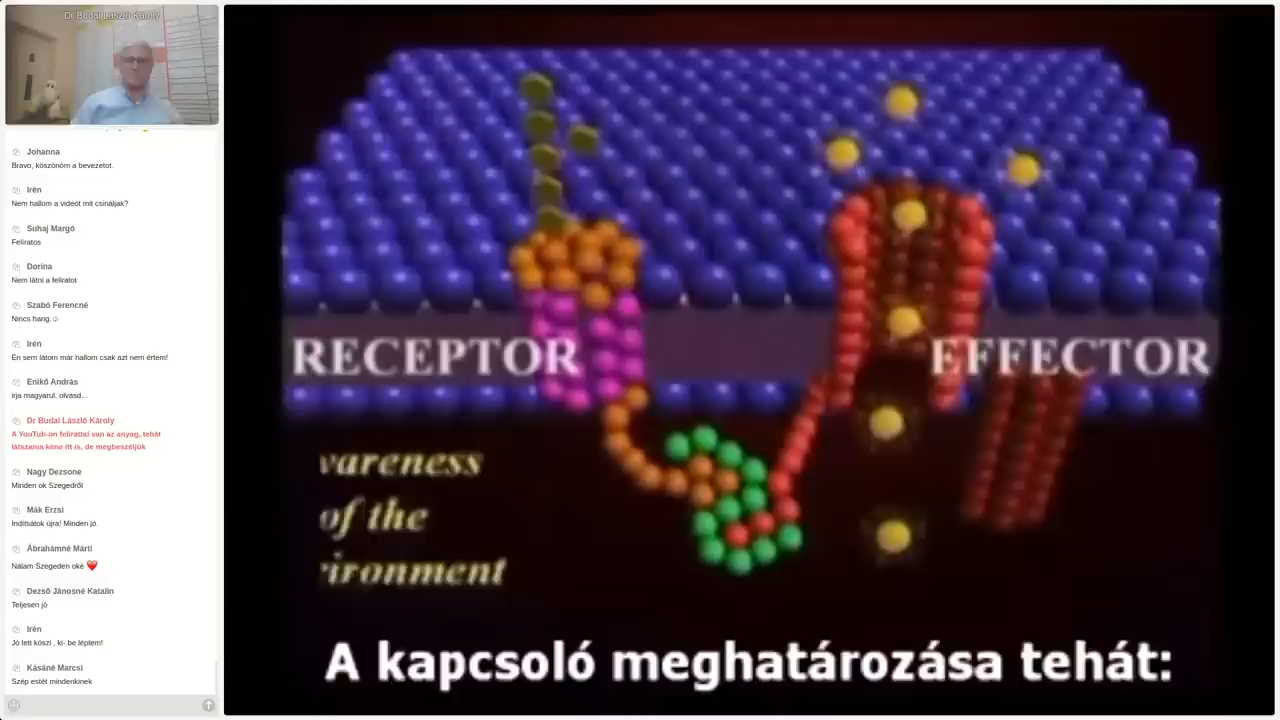 Dr Budai László Károly
Johanna
Bravo, köszönöm a bevezetot.
Irén
Nem hallom a videót mit csináljak?
Suhaj Margó
Feliratos
Dorina
Nem látni a feliratot
Szabó Ferencné
Nincs hang.
Irén
Én sem látom már hallom csak azt nem értem!
Enikő András
irja magyarul. olvasd...
Dr Budai László Károly
A YouTub-on felirattal van az anyag, tehát
látszania kéne itt is, de megbeszéljük
Nagy Dezsone
Minden ok Szegedről
Mák Erzsi
Indítsátok újra! Minden jó.
Ábrahámné Márti
Nálam Szegeden oké ❤️
Dezső Jánosné Katalin
Teljesen jó
Irén
Jó lett köszi , ki- be léptem!
Kásáné Marcsi
Szép estét mindenkinek
RECEPTOR
EFFECTOR
vareness
of the
ironment
A kapcsoló meghatározása tehát: